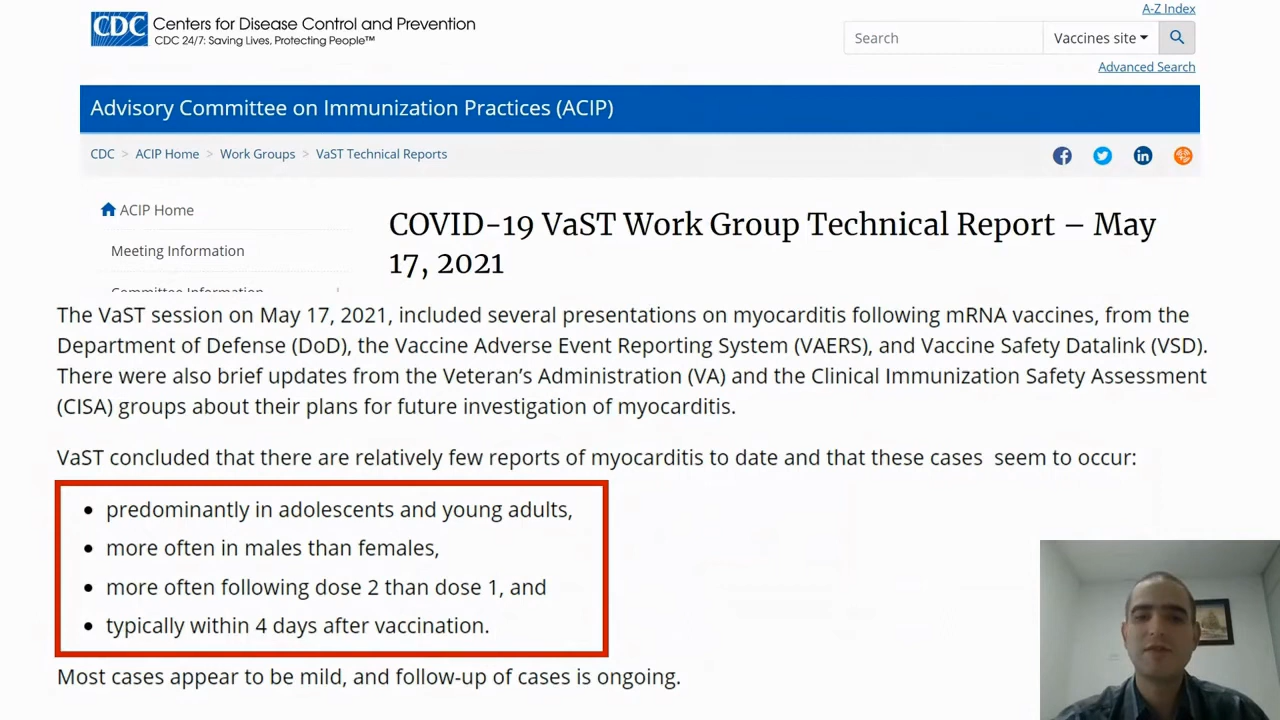 A-Z Index
CDC
Centers for Disease Control and Prevention
CDC 24/7: Saving Lives, Protecting People™
Search
Vaccines site
Advanced Search
Advisory Committee on Immunization Practices (ACIP)
CDC > ACIP Home > Work Groups > VaST Technical Reports
ACIP Home
Meeting Information
Committee Information
COVID-19 VaST Work Group Technical Report – May
17, 2021
The VaST session on May 17, 2021, included several presentations on myocarditis following mRNA vaccines, from the
Department of Defense (DoD), the Vaccine Adverse Event Reporting System (VAERS), and Vaccine Safety Datalink (VSD).
There were also brief updates from the Veteran’s Administration (VA) and the Clinical Immunization Safety Assessment
(CISA) groups about their plans for future investigation of myocarditis.
VaST concluded that there are relatively few reports of myocarditis to date and that these cases  seem to occur:
• predominantly in adolescents and young adults,
• more often in males than females,
• more often following dose 2 than dose 1, and
• typically within 4 days after vaccination.
Most cases appear to be mild, and follow-up of cases is ongoing.